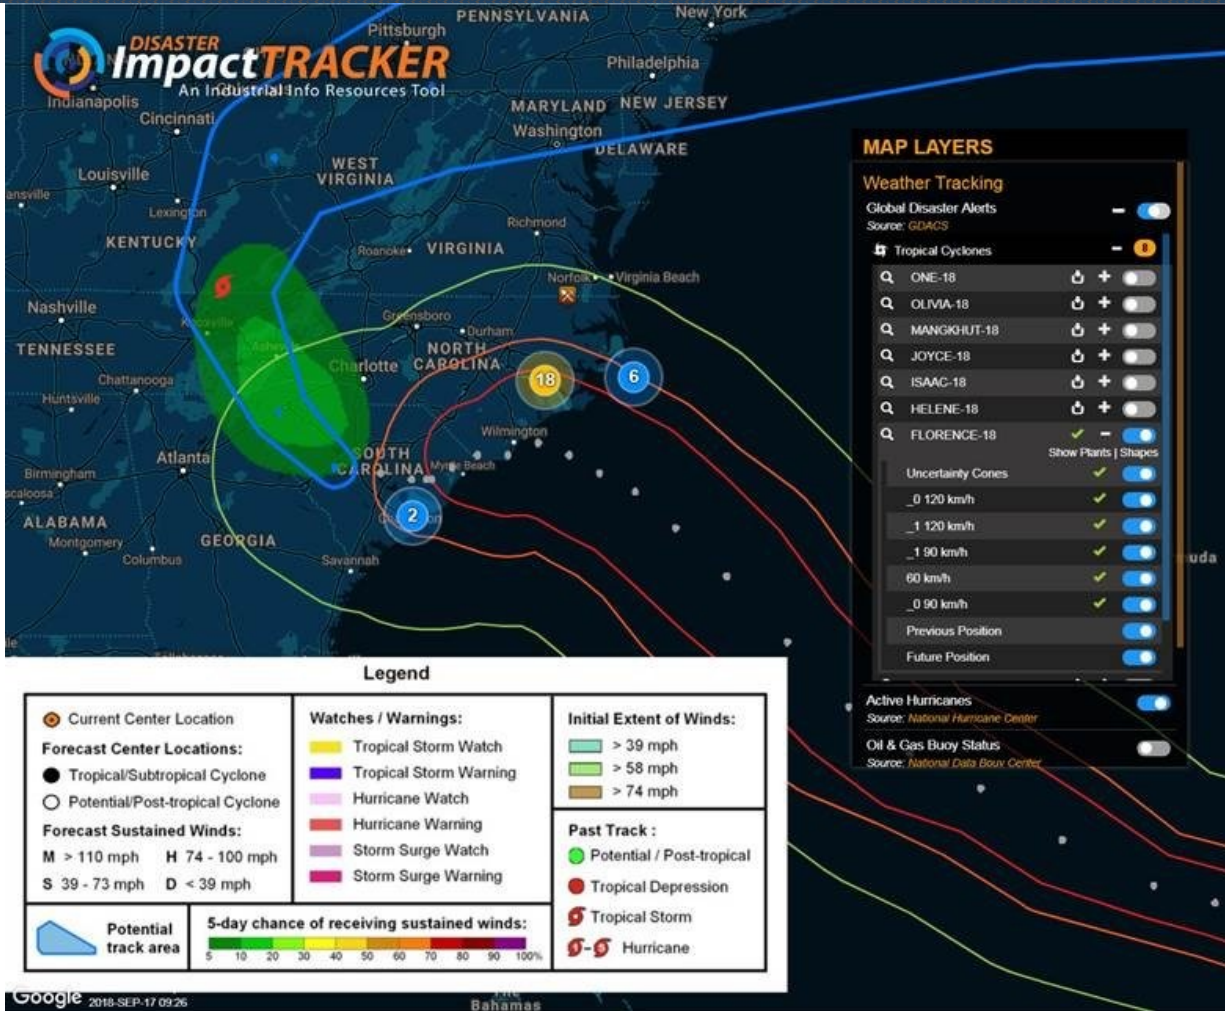 PENNSYLVANIA
New York
Pittsburgh
DISASTER
ImpactTRACKER
An Industrial Info Resources Tool
Philadelphia
Indianapolis
MARYLAND
NEW JERSEY
Cincinnati
Washington
DELAWARE
WEST
VIRGINIA
Louisville
ansville
Lexington
Richmond
KENTUCKY
Roanoke
VIRGINIA
Norfolk
Virginia Beach
Nashville
Knoxville
Greensboro
Durham
TENNESSEE
Asheville
NORTH
CAROLINA
Charlotte
Chattanooga
18
6
Huntsville
Wilmington
Atlanta
SOUTH
CAROLINA
Myrtle Beach
Birmingham
scaloosa
2
ALABAMA
GEORGIA
Montgomery
Columbus
Savannah
uda
MAP LAYERS
Weather Tracking
Global Disaster Alerts
Source: GDACS
Tropical Cyclones
8
ONE-18
OLIVIA-18
MANGKHUT-18
JOYCE-18
ISAAC-18
HELENE-18
FLORENCE-18
Show Plants | Shapes
Uncertainty Cones
_0 120 km/h
_1 120 km/h
_1 90 km/h
60 km/h
_0 90 km/h
Previous Position
Future Position
Active Hurricanes
Source: National Hurricane Center
Oil & Gas Buoy Status
Source: National Data Bouy Center
Legend
Current Center Location
Forecast Center Locations:
Tropical/Subtropical Cyclone
Potential/Post-tropical Cyclone
Forecast Sustained Winds:
M > 110 mph H 74 - 100 mph
S 39 - 73 mph D < 39 mph
Watches / Warnings:
Tropical Storm Watch
Tropical Storm Warning
Hurricane Watch
Hurricane Warning
Storm Surge Watch
Storm Surge Warning
Initial Extent of Winds:
> 39 mph
> 58 mph
> 74 mph
Past Track :
Potential / Post-tropical
Tropical Depression
Tropical Storm
Hurricane
Potential
track area
5-day chance of receiving sustained winds:
5 10 20 30 40 50 60 70 80 90 100%
Google
2018-SEP-17 09:26
The
Bahamas